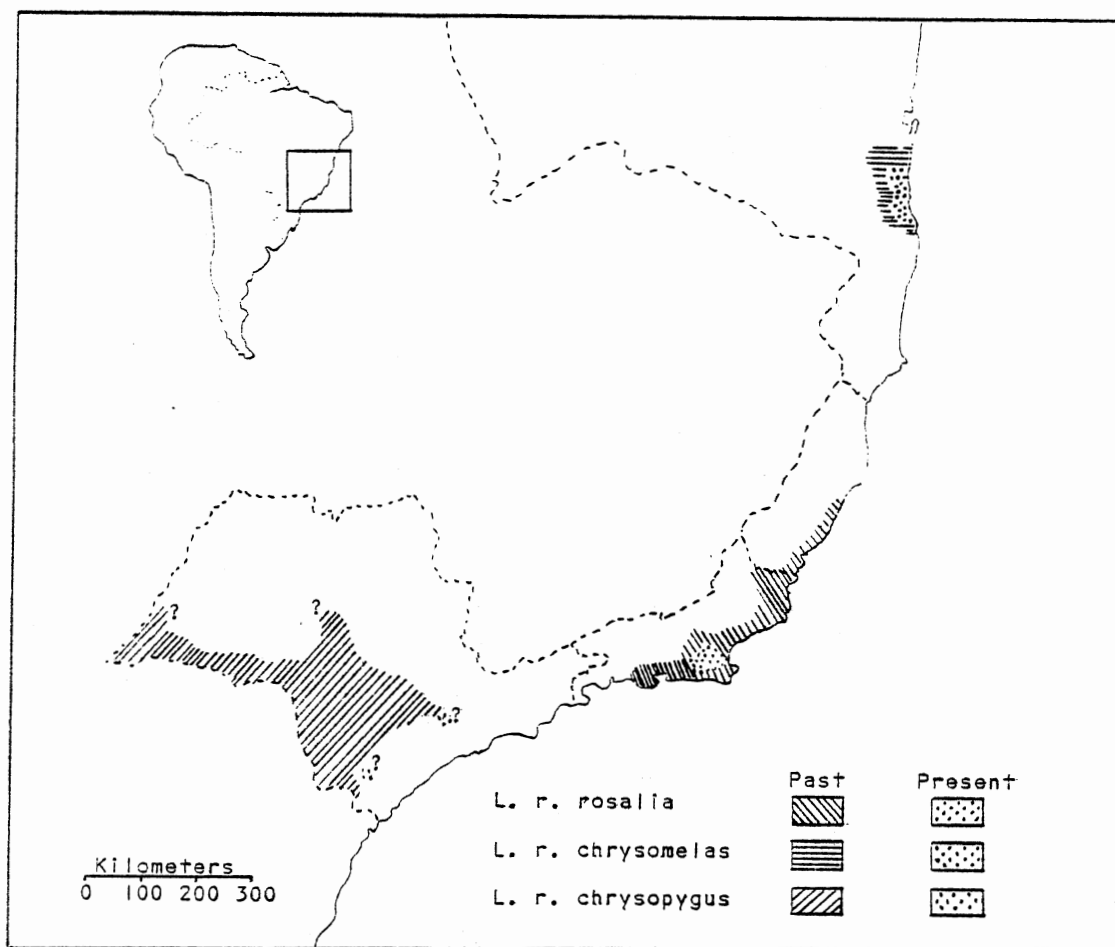 ?
?
?
?
Past Present
L. r. rosalia
L. r. chrysomelas
L. r. chrysopygus
Kilometers
0 100 200 300